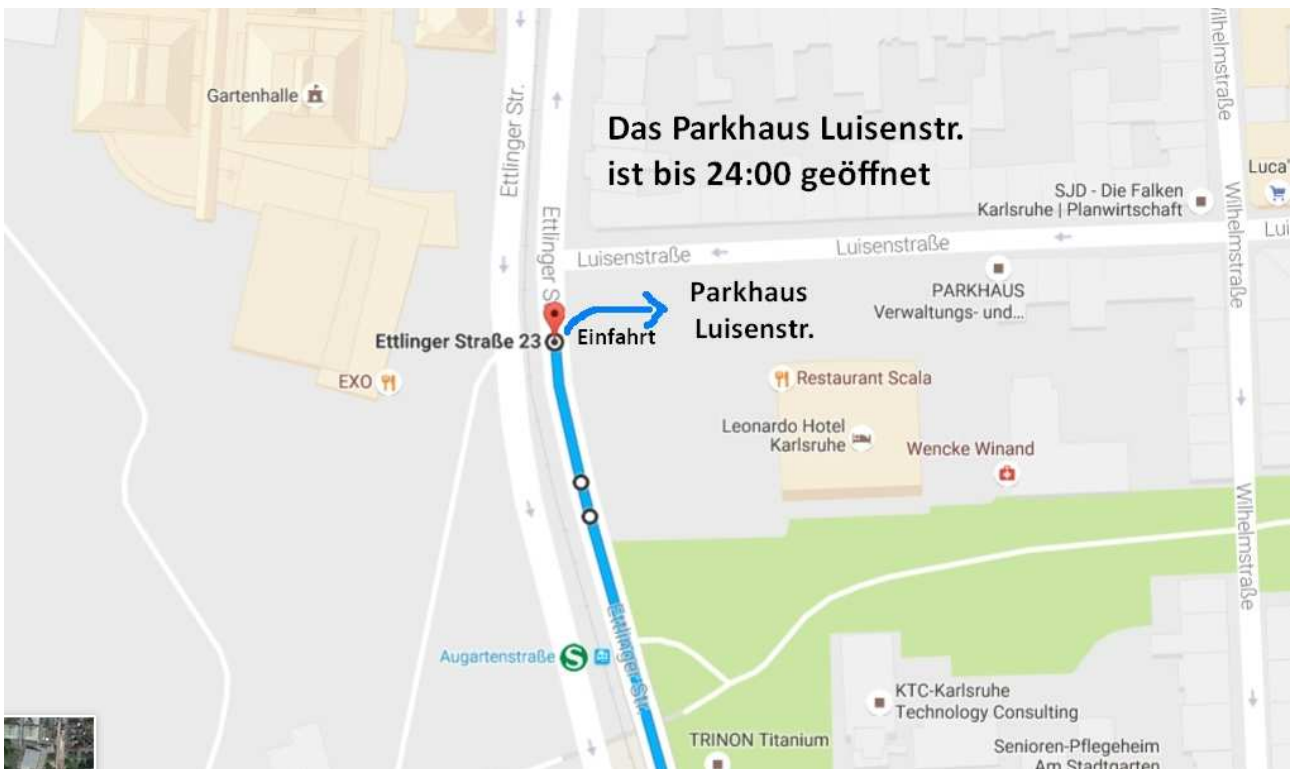 Ettlinger Str.
Gartenhalle
Ettlinger Str.
Das Parkhaus Luisenstr.
ist bis 24:00 geöffnet
Wilhelmstraße
Luca'
SJD - Die Falken
Karlsruhe | Planwirtschaft
Wilhelmstraße
Luisenstraße
Luisenstraße
Lui
PARKHAUS
Verwaltungs- und...
Parkhaus
Luisenstr.
Einfahrt
Ettlinger Straße 23
EXO
Restaurant Scala
Leonardo Hotel
Karlsruhe
Wencke Winand
Wilhelmstraße
Ettlinger Str.
Augartenstraße
S
KTC-Karlsruhe
Technology Consulting
TRINON Titanium
Senioren-Pflegeheim
Am Stadtgarten